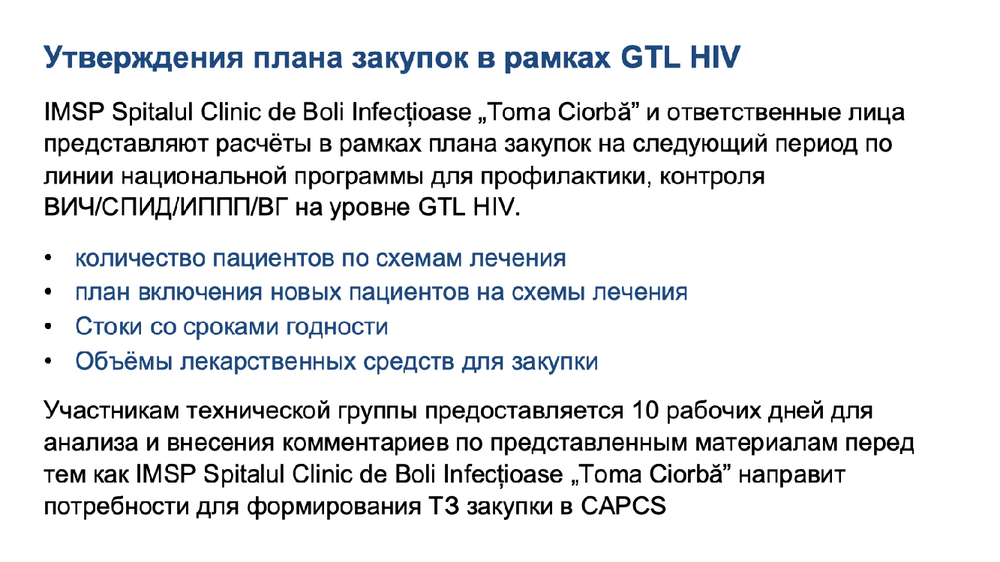 Утверждения плана закупок в рамках GTL HIV
IMSP Spitalul Clinic de Boli Infecțioase „Toma Ciorbă” и ответственные лица
представляют расчёты в рамках плана закупок на следующий период по
линии национальной программы для профилактики, контроля
ВИЧ/СПИД/ИППП/ВГ на уровне GTL HIV.
• количество пациентов по схемам лечения
• план включения новых пациентов на схемы лечения
• Стоки со сроками годности
• Объёмы лекарственных средств для закупки
Участникам технической группы предоставляется 10 рабочих дней для
анализа и внесения комментариев по представленным материалам перед
тем как IMSP Spitalul Clinic de Boli Infecțioase „Toma Ciorbă” направит
потребности для формирования ТЗ закупки в CAPCS